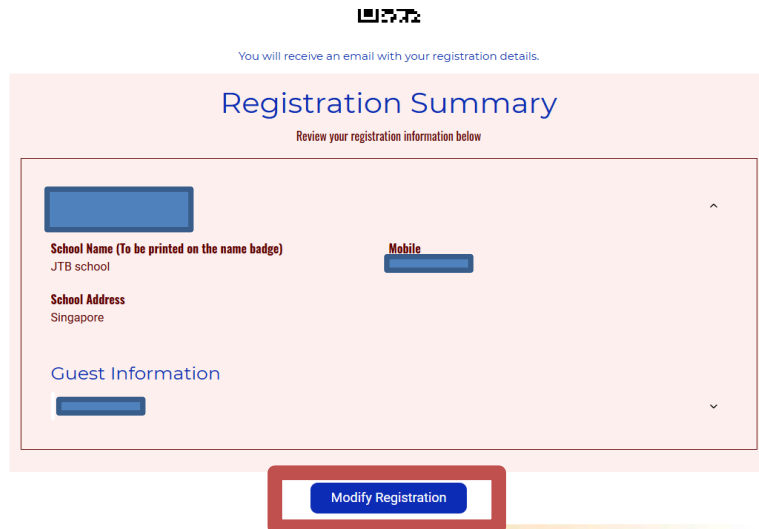 You will receive an email with your registration details.
Registration Summary
Review your registration information below
School Name (To be printed on the name badge)
JTB school
Mobile
School Address
Singapore
Guest Information
Modify Registration